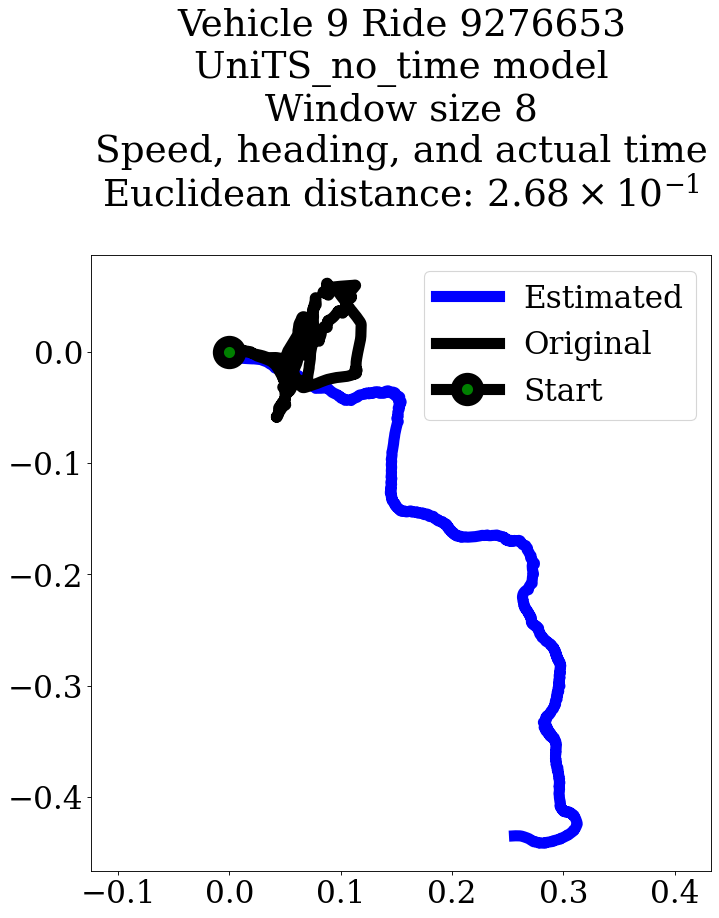 Vehicle 9 Ride 9276653
UniTS_no_time model
Window size 8
Speed, heading, and actual time
Euclidean distance: 2.68 × 10⁻¹
Estimated
Original
Start
0.0
−0.1
−0.2
−0.3
−0.4
−0.1 0.0 0.1 0.2 0.3 0.4